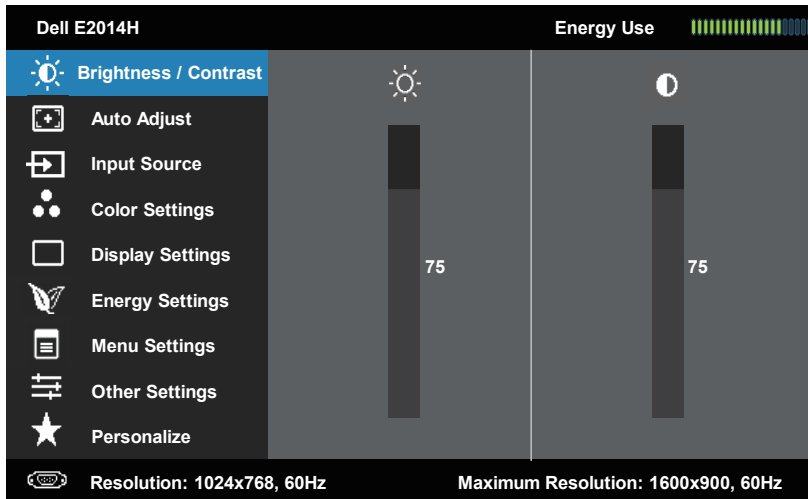 Dell E2014H Energy Use
Brightness / Contrast
Auto Adjust
Input Source
Color Settings
Display Settings
75 75
Energy Settings
Menu Settings
Other Settings
Personalize
Resolution: 1024x768, 60Hz Maximum Resolution: 1600x900, 60Hz